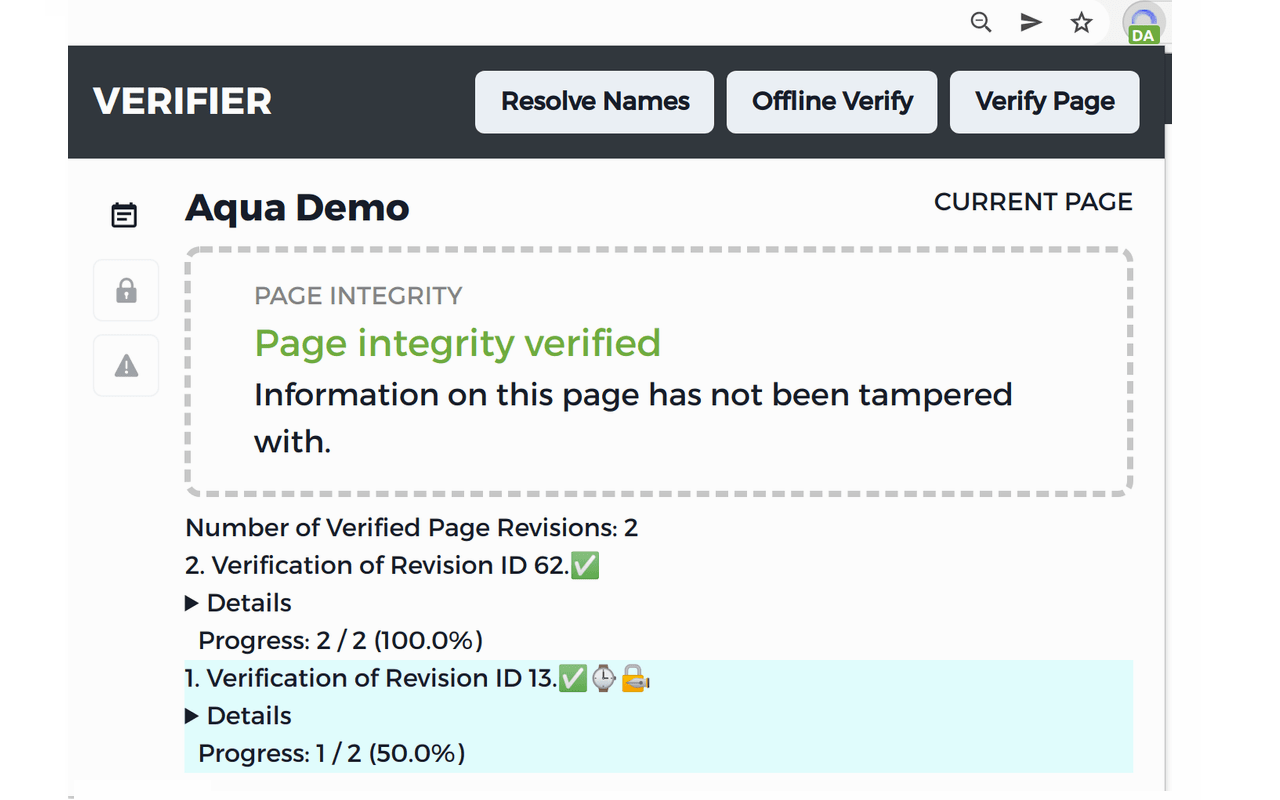 DA
VERIFIER
Resolve Names
Offline Verify
Verify Page
Aqua Demo
CURRENT PAGE
PAGE INTEGRITY
Page integrity verified
Information on this page has not been tampered
with.
Number of Verified Page Revisions: 2
2. Verification of Revision ID 62.✅
▶ Details
Progress: 2 / 2 (100.0%)
1. Verification of Revision ID 13.✅⌚🔏
▶ Details
Progress: 1 / 2 (50.0%)